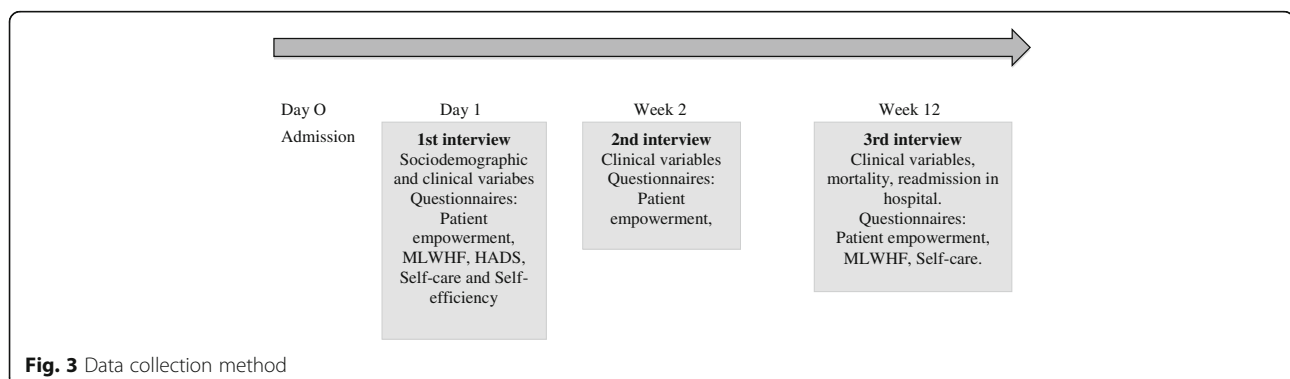 Day O
Admission
Day 1
1st interview
Sociodemographic
and clinical variabes
Questionnaires:
Patient
empowerment,
MLWHF, HADS,
Self-care and Self-
efficiency
Week 2
2nd interview
Clinical variables
Questionnaires:
Patient
empowerment,
Week 12
3rd interview
Clinical variables,
mortality, readmission in
hospital.
Questionnaires:
Patient empowerment,
MLWHF, Self-care.
Fig. 3 Data collection method